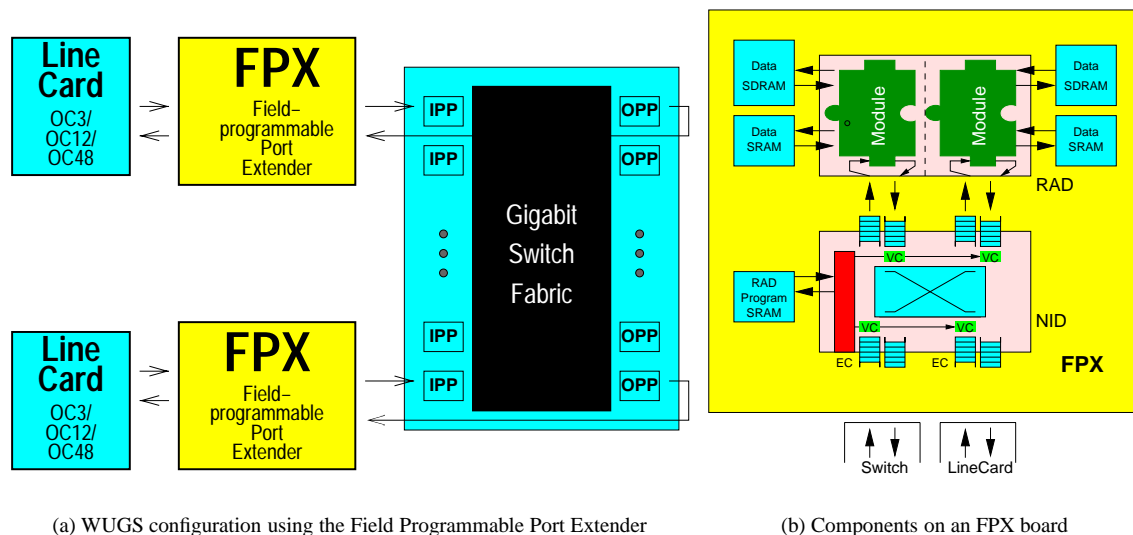 Line
Card
OC3/
OC12/
OC48
FPX
Field-
programmable
Port
Extender
IPP
OPP
IPP
OPP
Gigabit
Switch
Fabric
IPP
OPP
IPP
OPP
Line
Card
OC3/
OC12/
OC48
FPX
Field-
programmable
Port
Extender
(a) WUGS configuration using the Field Programmable Port Extender
Data
SDRAM
Data
SRAM
Module
Module
Data
SDRAM
Data
SRAM
RAD
VC
VC
RAD
Program
SRAM
NID
VC
VC
EC
EC
FPX
Switch
LineCard
(b) Components on an FPX board